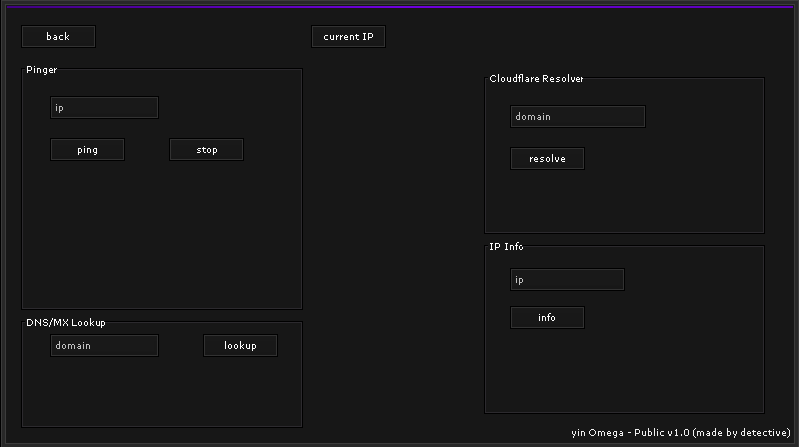 back
current IP
Pinger
ip
ping
stop
DNS/MX Lookup
domain
lookup
Cloudflare Resolver
domain
resolve
IP Info
ip
info
yin Omega - Public v1.0 (made by detective)